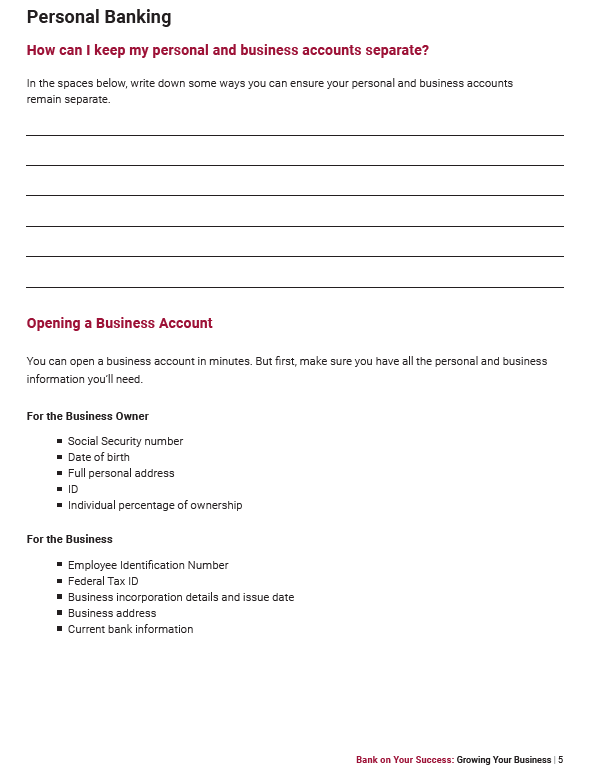 Personal Banking
How can I keep my personal and business accounts separate?
In the spaces below, write down some ways you can ensure your personal and business accounts
remain separate.
Opening a Business Account
You can open a business account in minutes. But first, make sure you have all the personal and business
information you'll need.
For the Business Owner
Social Security number
Date of birth
Full personal address
ID
Individual percentage of ownership
For the Business
Employee Identification Number
Federal Tax ID
Business incorporation details and issue date
Business address
Current bank information
Bank on Your Success: Growing Your Business | 5